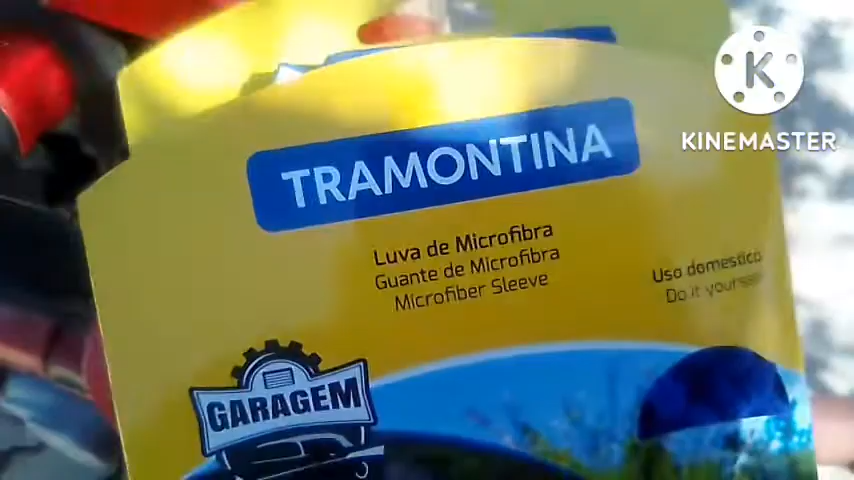 K
KINEMASTER
TRAMONTINA
Luva de Microfibra
Guante de Microfibra
Microfiber Sleeve
Uso domestico
Do it yourself
GARAGEM